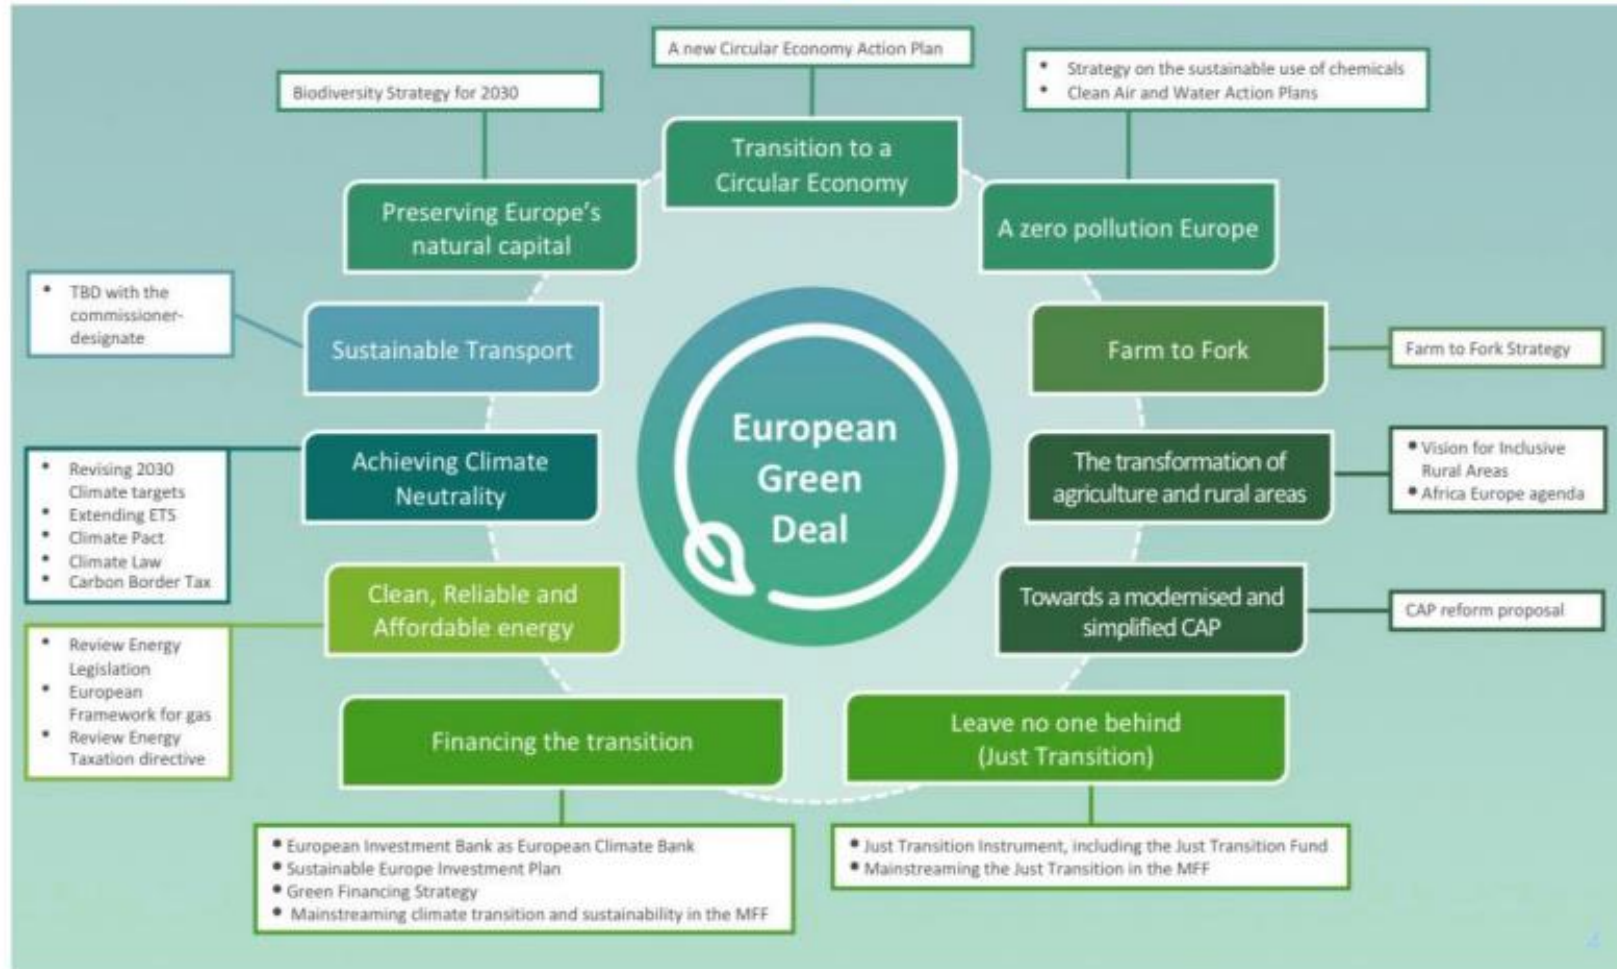 A new Circular Economy Action Plan
Biodiversity Strategy for 2030
• Strategy on the sustainable use of chemicals
• Clean Air and Water Action Plans
Transition to a
Circular Economy
Preserving Europe's
natural capital
A zero pollution Europe
• TBD with the
commissioner-
designate
Sustainable Transport
Farm to Fork
Farm to Fork Strategy
European
Green
Deal
• Revising 2030
Climate targets
• Extending ETS
• Climate Pact
• Climate Law
• Carbon Border Tax
Achieving Climate
Neutrality
The transformation of
agriculture and rural areas
• Vision for Inclusive
Rural Areas
• Africa Europe agenda
Clean, Reliable and
Affordable energy
Towards a modernised and
simplified CAP
CAP reform proposal
• Review Energy
Legislation
• European
Framework for gas
• Review Energy
Taxation directive
Financing the transition
Leave no one behind
(Just Transition)
• European Investment Bank as European Climate Bank
• Sustainable Europe Investment Plan
• Green Financing Strategy
• Mainstreaming climate transition and sustainability in the MFF
• Just Transition Instrument, including the Just Transition Fund
• Mainstreaming the Just Transition in the MFF
4